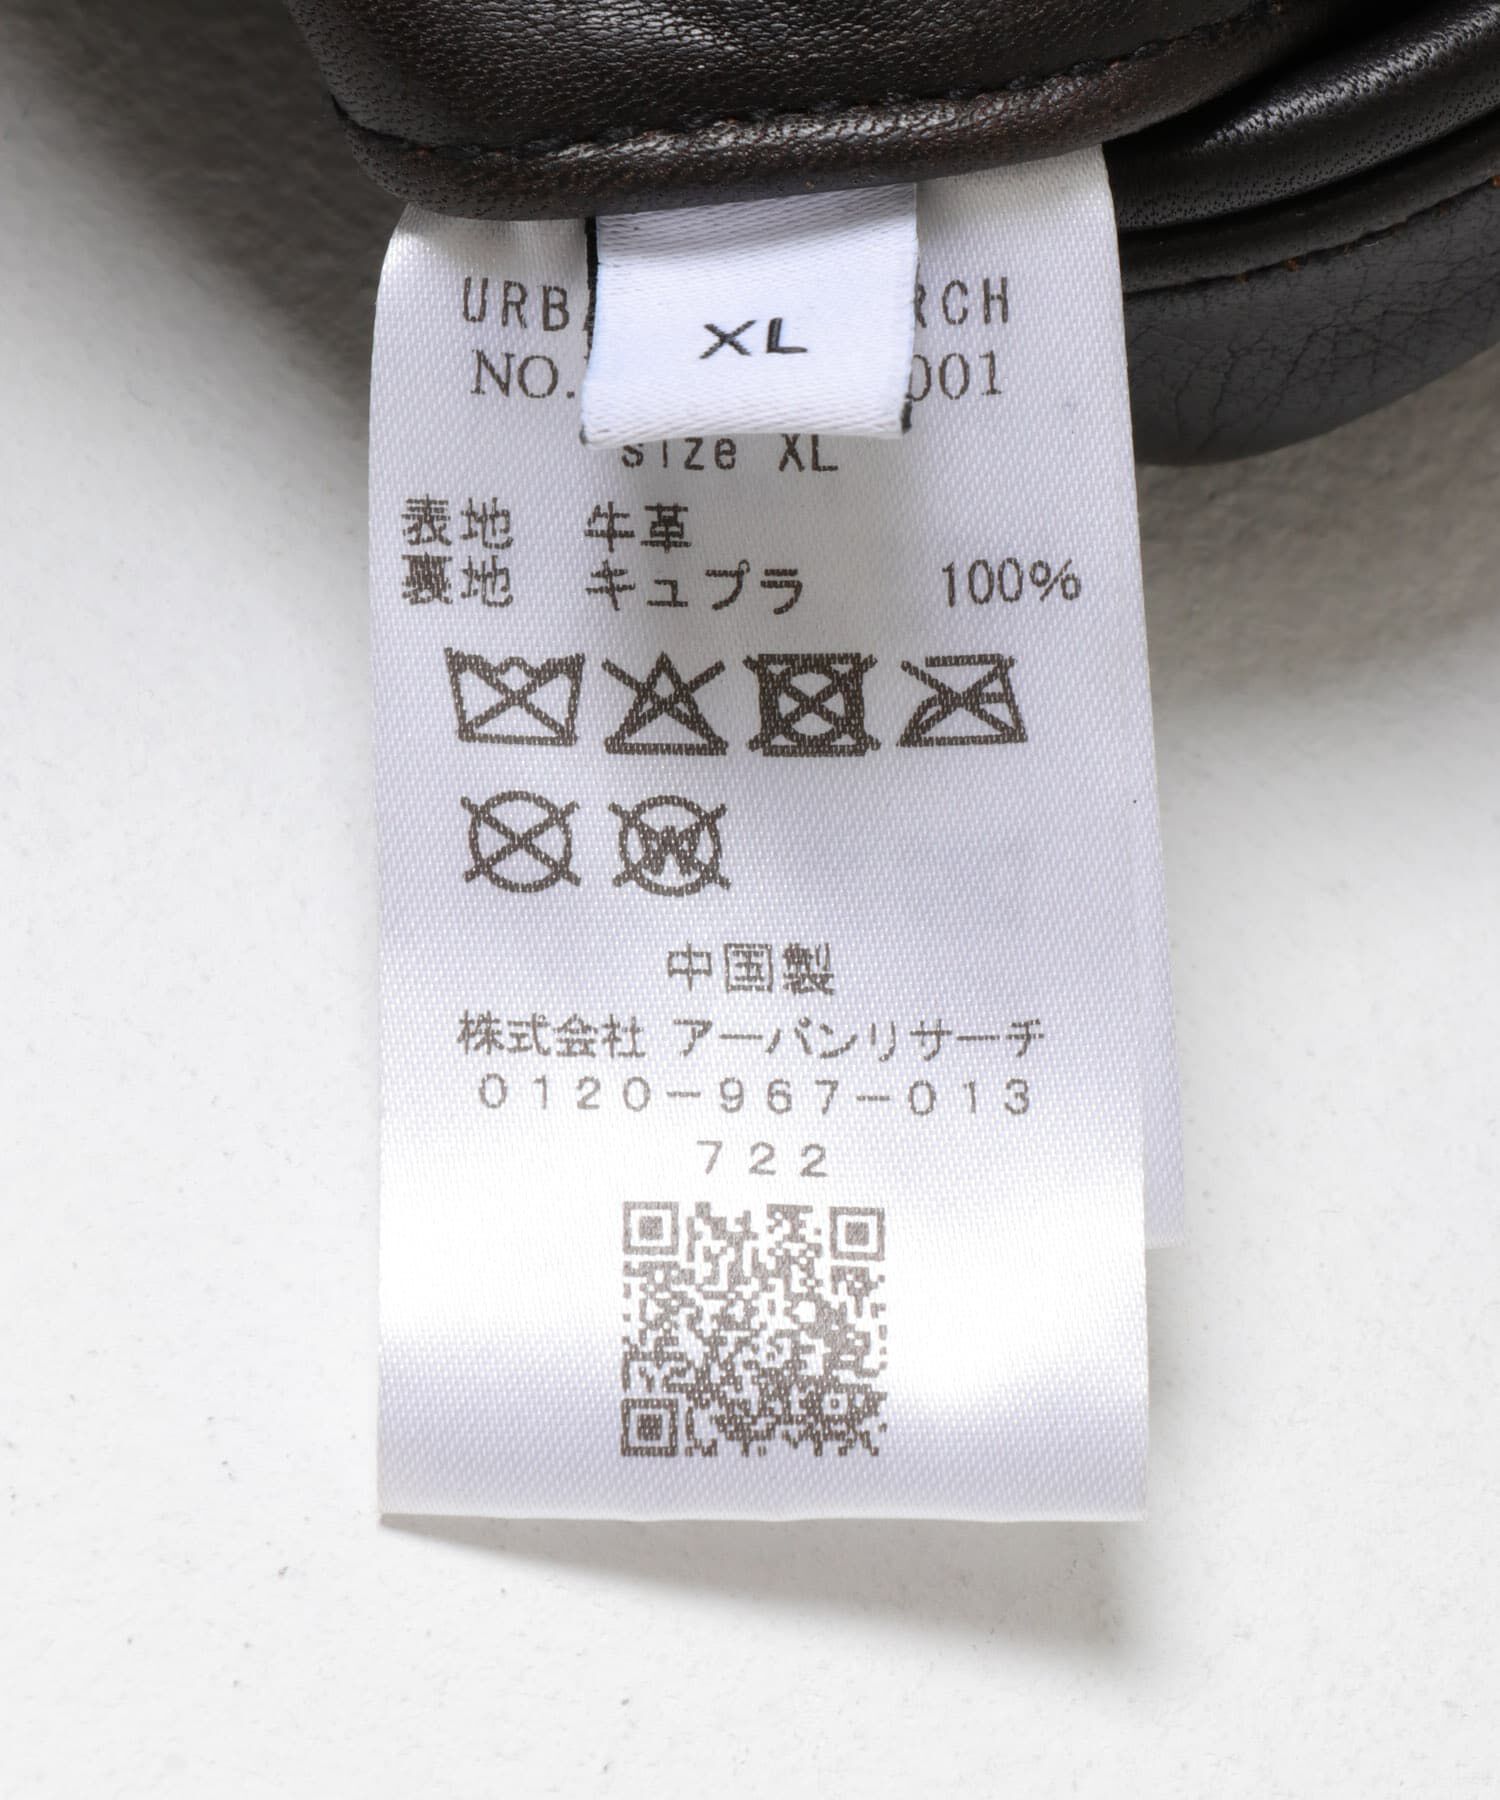 XL
URB RCH
NO. 001
size XL
表地 牛革
裏地 キュプラ 100%
中国製
株式会社 アーバンリサーチ
0120-967-013
722